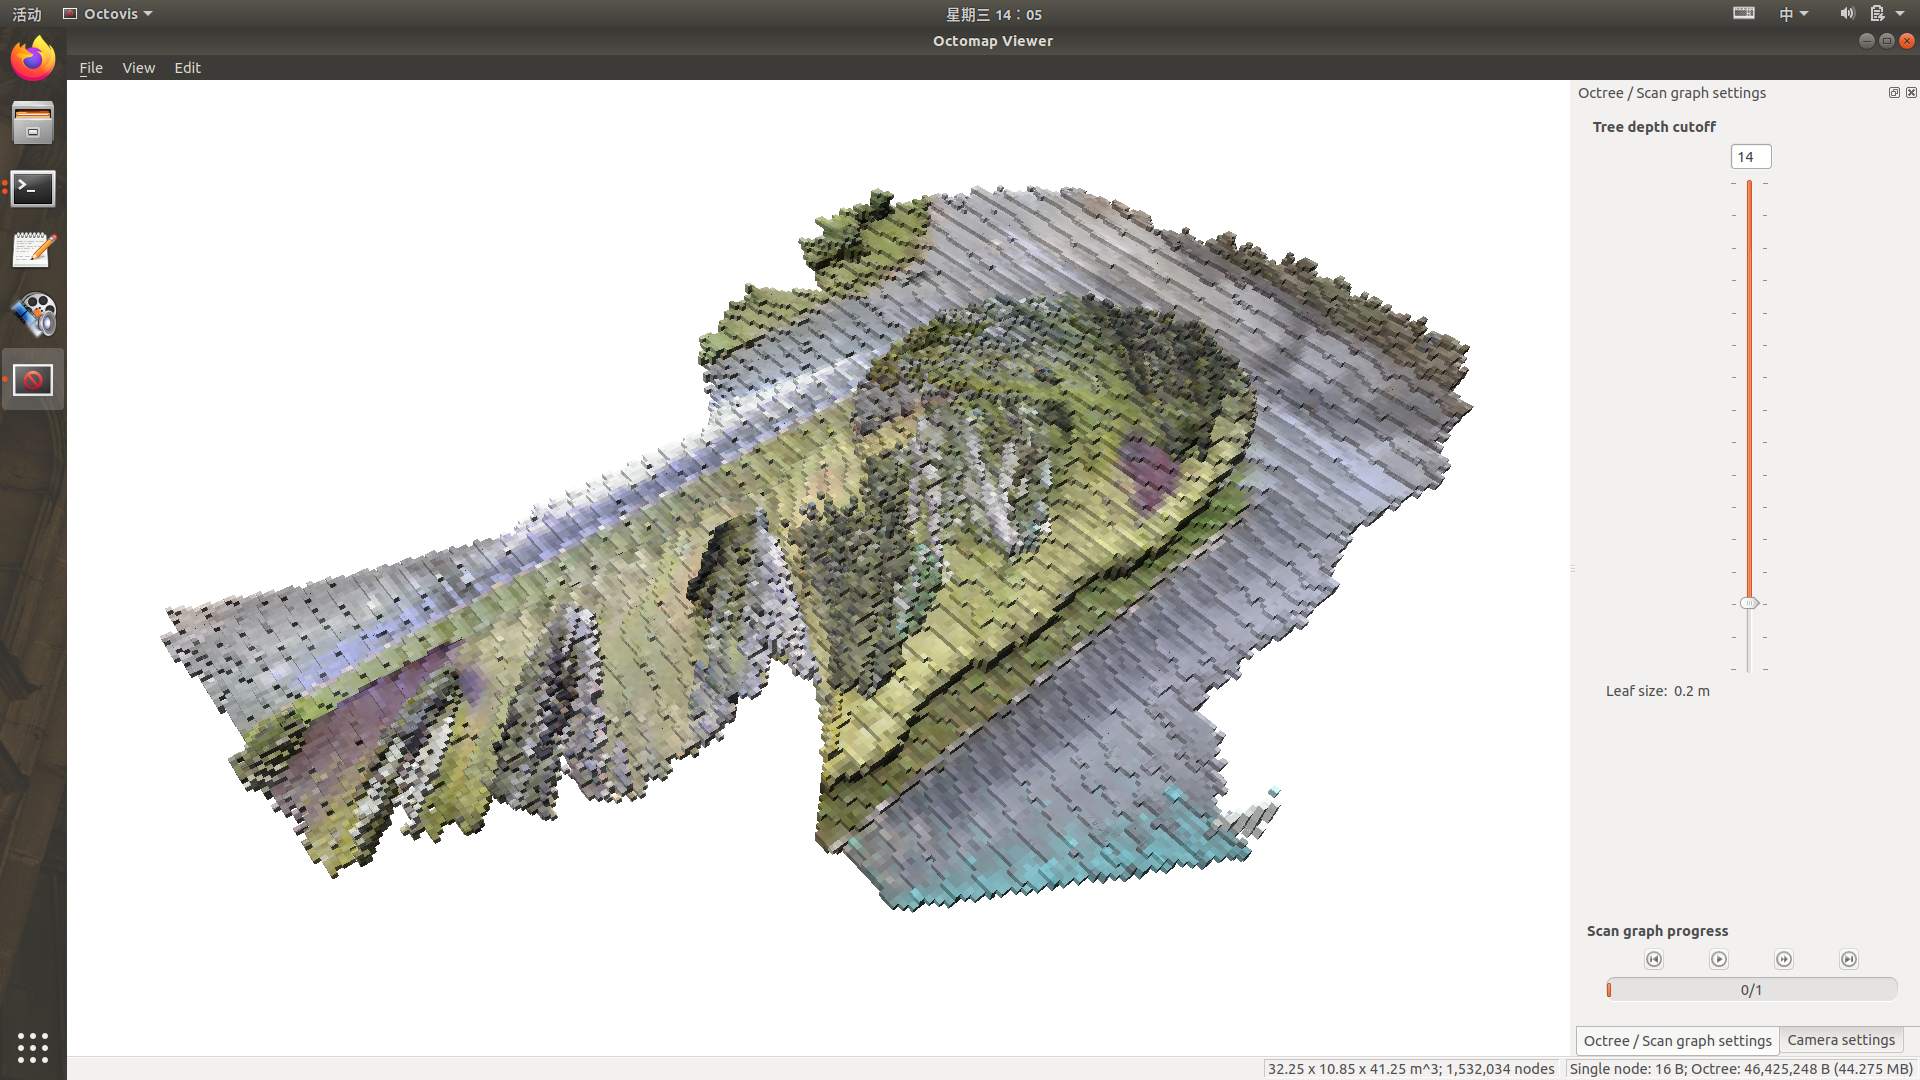 活动 Octovis 星期三 14：05 中
Octomap Viewer
File View Edit
Octree / Scan graph settings
Tree depth cutoff
14
Leaf size: 0.2 m
Scan graph progress
0/1
Octree / Scan graph settings Camera settings
32.25 x 10.85 x 41.25 m^3; 1,532,034 nodes Single node: 16 B; Octree: 46,425,248 B (44.275 MB)